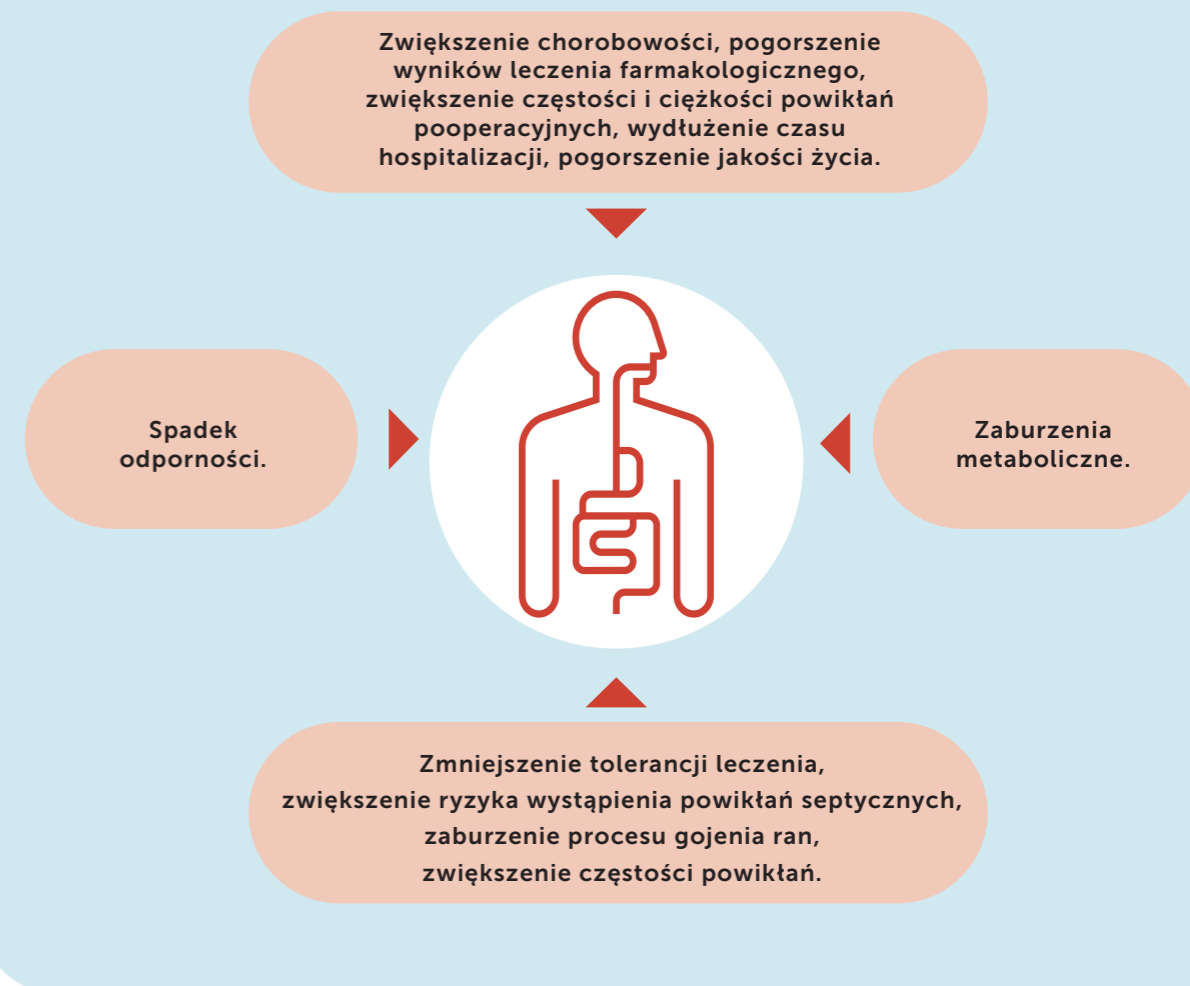 Zwiększenie chorobowości, pogorszenie
wyników leczenia farmakologicznego,
zwiększenie częstości i ciężkości powikłań
pooperacyjnych, wydłużenie czasu
hospitalizacji, pogorszenie jakości życia.
Spadek
odporności.
Zaburzenia
metaboliczne.
Zmniejszenie tolerancji leczenia,
zwiększenie ryzyka wystąpienia powikłań septycznych,
zaburzenie procesu gojenia ran,
zwiększenie częstości powikłań.